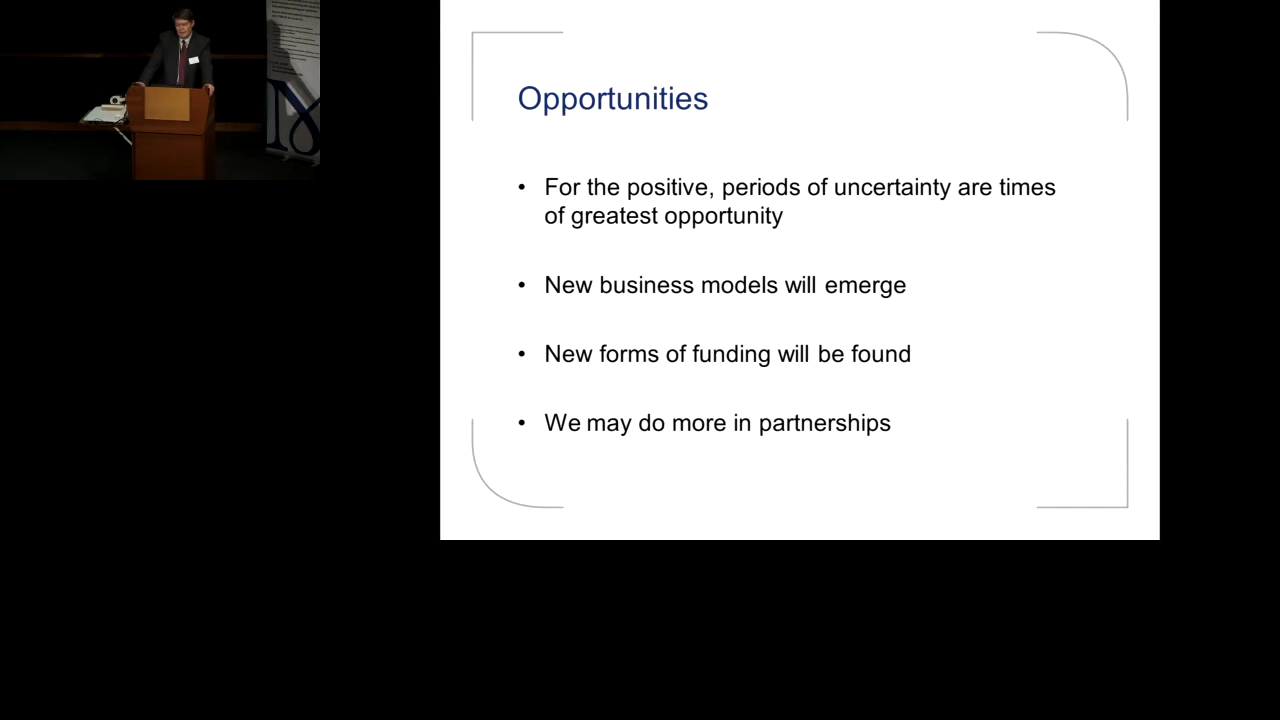 Opportunities
• For the positive, periods of uncertainty are times
of greatest opportunity
• New business models will emerge
• New forms of funding will be found
• We may do more in partnerships